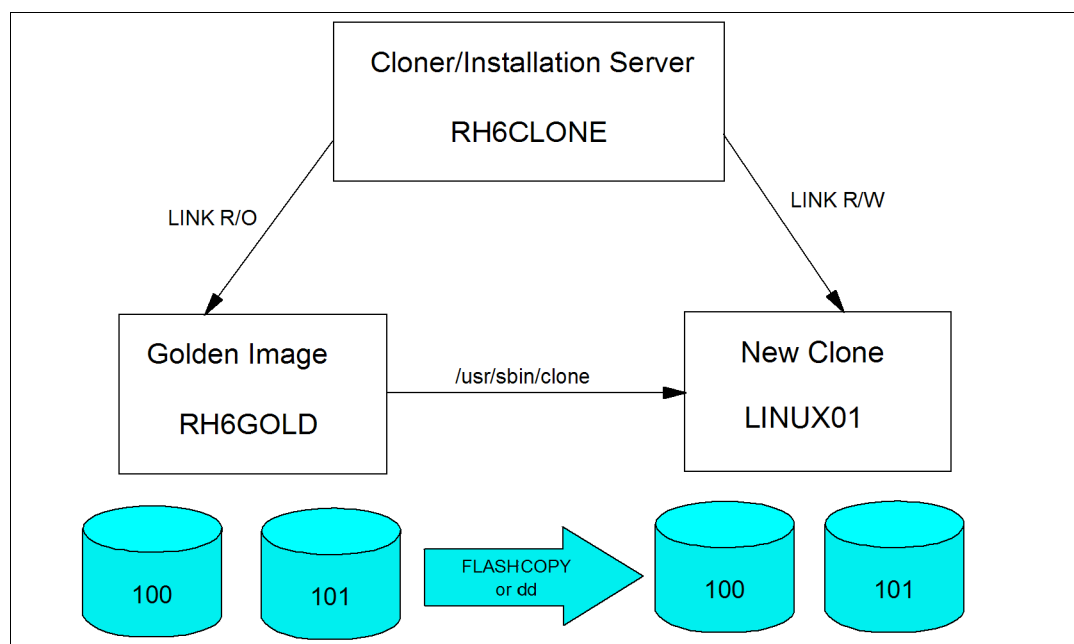 Cloner/Installation Server
RH6CLONE
LINK R/O
LINK R/W
Golden Image
RH6GOLD
/usr/sbin/clone
New Clone
LINUX01
100
101
FLASHCOPY
or dd
100
101